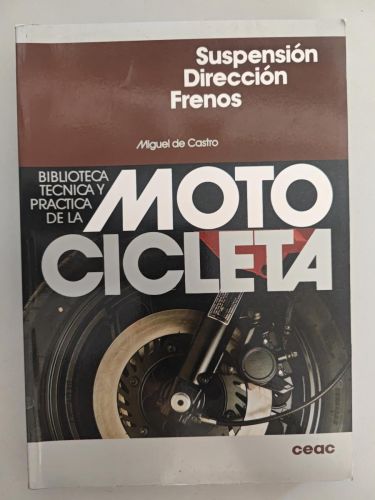 Suspensión
Dirección
Frenos
Miguel de Castro
BIBLIOTECA
TECNICA Y
PRACTICA
DE LA
MOTO
CICLETA
ceac